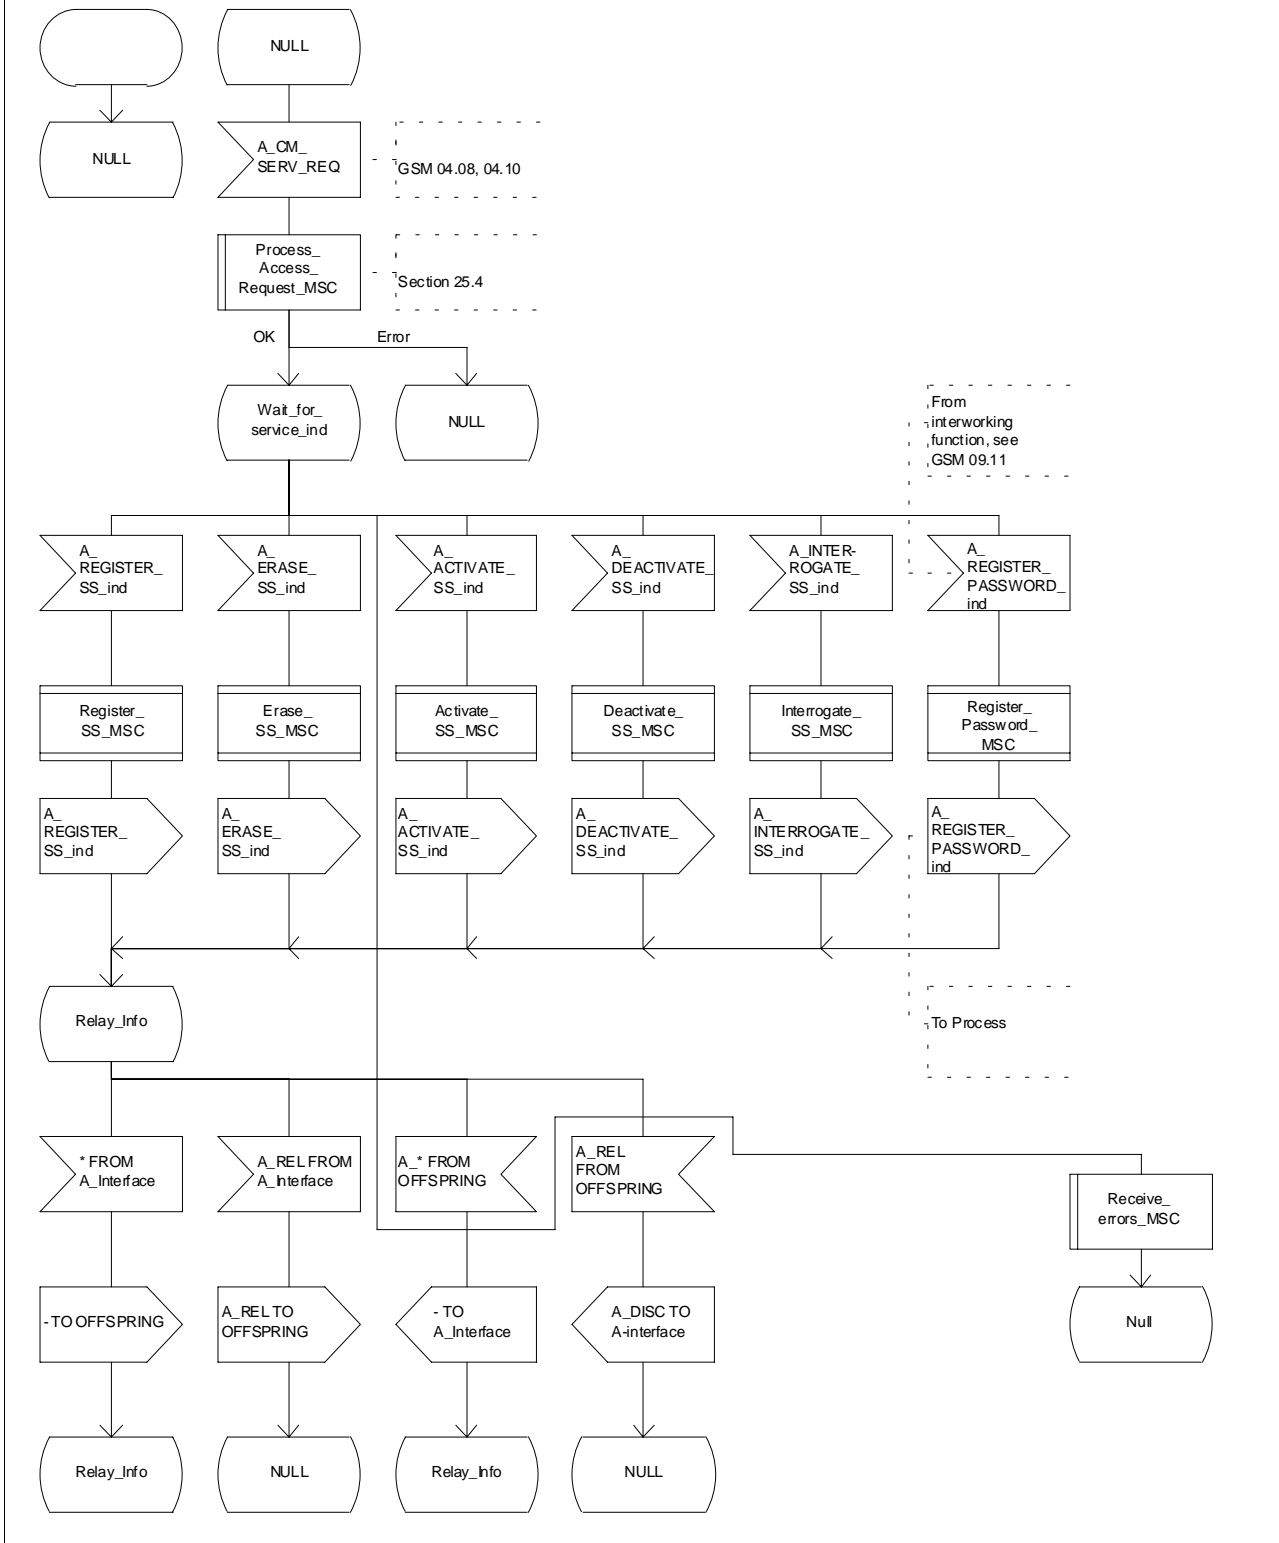 NULL
NULL
A_CM_
SERV_REQ
GSM 04.08, 04.10
Process_
Access_
Request_MSC
Section 25.4
OK
Error
Wait_for_
service_ind
NULL
From
interworking
function, see
GSM 09.11
A_
REGISTER_
SS_ind
A_
ERASE_
SS_ind
A_
ACTIVATE_
SS_ind
A_
DEACTIVATE_
SS_ind
A_INTER-
ROGATE_
SS_ind
A_
REGISTER_
PASSWORD_
ind
Register_
SS_MSC
Erase_
SS_MSC
Activate_
SS_MSC
Deactivate_
SS_MSC
Interrogate_
SS_MSC
Register_
Password_
MSC
A_
REGISTER_
SS_ind
A_
ERASE_
SS_ind
A_
ACTIVATE_
SS_ind
A_
DEACTIVATE_
SS_ind
A_
INTERROGATE_
SS_ind
A_
REGISTER_
PASSWORD_
ind
Relay_Info
To Process
* FROM
A_Interface
A_REL FROM
A_Interface
A_* FROM
OFFSPRING
A_REL
FROM
OFFSPRING
Receive_
errors_MSC
- TO OFFSPRING
A_REL TO
OFFSPRING
- TO
A_Interface
A_DISC TO
A-interface
Null
Relay_Info
NULL
Relay_Info
NULL